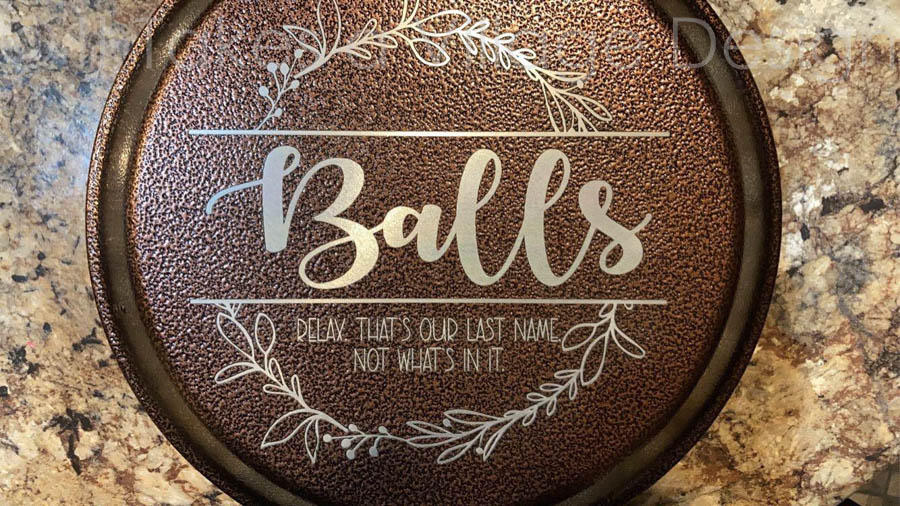 Balls
RELAX. THAT'S OUR LAST NAME
NOT WHAT'S IN IT.